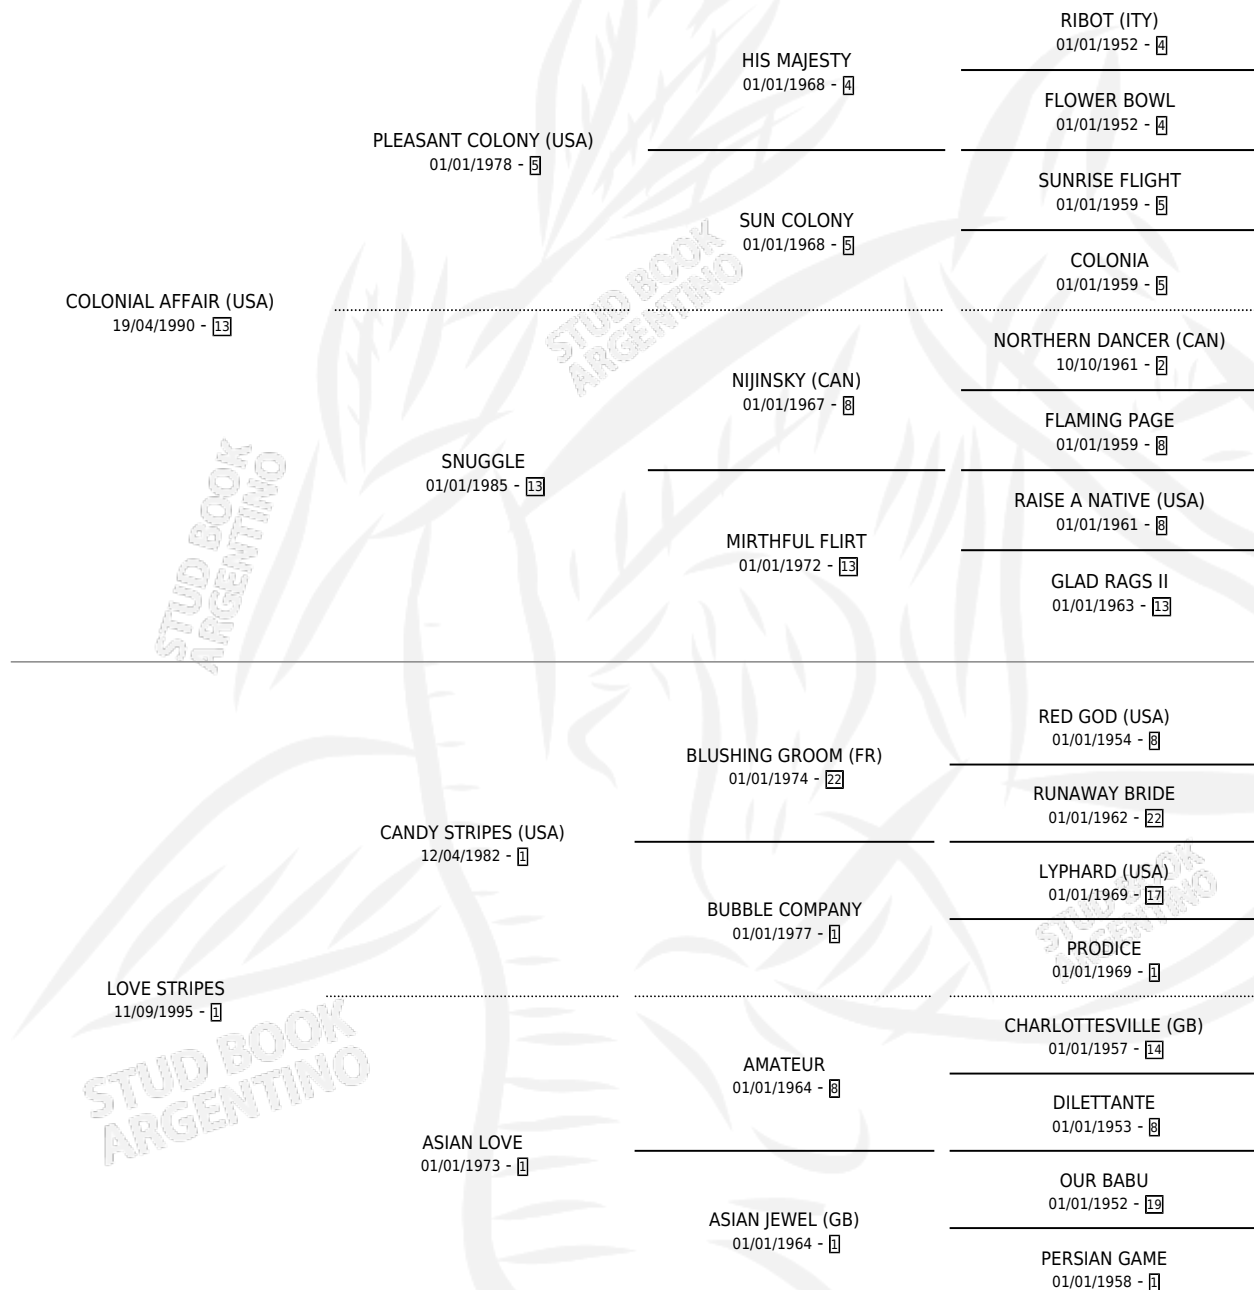 RIBOT (ITY)
01/01/1952 - 4
HIS MAJESTY
01/01/1968 - 4
FLOWER BOWL
01/01/1952 - 4
PLEASANT COLONY (USA)
01/01/1978 - 5
SUNRISE FLIGHT
01/01/1959 - 5
SUN COLONY
01/01/1968 - 5
COLONIA
01/01/1959 - 5
COLONIAL AFFAIR (USA)
19/04/1990 - 13
NORTHERN DANCER (CAN)
10/10/1961 - 2
NIJINSKY (CAN)
01/01/1967 - 8
FLAMING PAGE
01/01/1959 - 8
SNUGGLE
01/01/1985 - 13
RAISE A NATIVE (USA)
01/01/1961 - 8
MIRTHFUL FLIRT
01/01/1972 - 13
GLAD RAGS II
01/01/1963 - 13
STUD BOOK
ARGENTINO
STUD BOOK
ARGENTINO
RED GOD (USA)
01/01/1954 - 8
BLUSHING GROOM (FR)
01/01/1974 - 22
RUNAWAY BRIDE
01/01/1962 - 22
CANDY STRIPES (USA)
12/04/1982 - 1
LYPHARD (USA)
01/01/1969 - 17
BUBBLE COMPANY
01/01/1977 - 1
PRODICE
01/01/1969 - 1
LOVE STRIPES
11/09/1995 - 1
CHARLOTTESVILLE (GB)
01/01/1957 - 14
AMATEUR
01/01/1964 - 8
DILETTANTE
01/01/1953 - 8
ASIAN LOVE
01/01/1973 - 1
OUR BABU
01/01/1952 - 19
ASIAN JEWEL (GB)
01/01/1964 - 1
PERSIAN GAME
01/01/1958 - 1
STUD BOOK
ARGENTINO
STUD BOOK
ARGENTINO